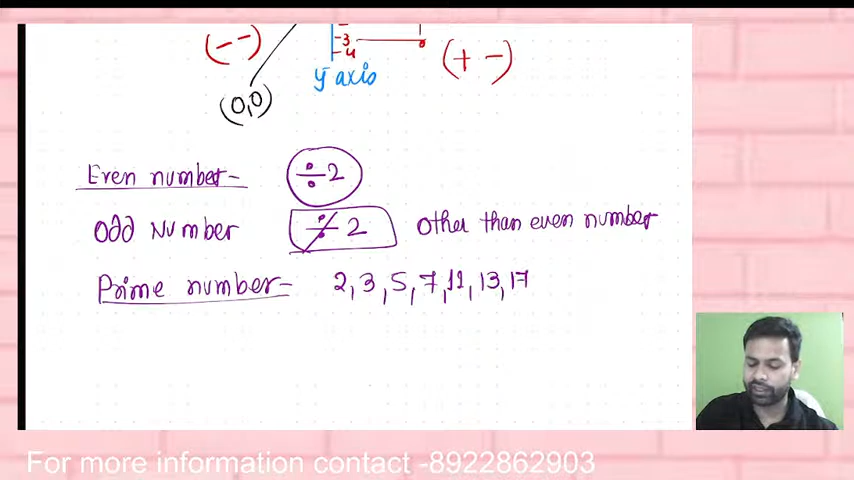 (- -)
-3
-4
(+ -)
y axis
(0,0)
Even number- ÷2
Odd Number ÷ 2 Other than even number
Prime number- 2, 3, 5, 7, 11, 13, 17
For more information contact -8922862903